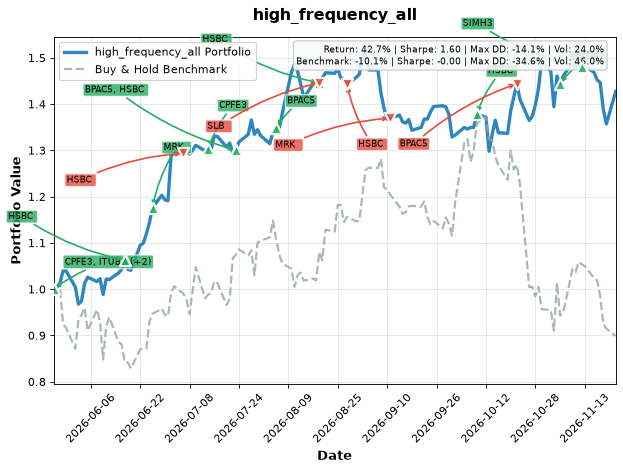 high_frequency_all
SIMH3
HSBC
Return: 42.7% | Sharpe: 1.60 | Max DD: -14.1% | Vol: 24.0%
Benchmark: -10.1% | Sharpe: -0.00 | Max DD: -34.6% | Vol: 46.0%
high_frequency_all Portfolio
Buy & Hold Benchmark
HSBC
BPAC5, HSBC
CPFE3
BPAC5
SLB
MRK
MRK
HSBC
BPAC5
HSBC
HSBC
CPFE3, ITUB4 (+2)
Portfolio Value
1.5
1.4
1.3
1.2
1.1
1.0
0.9
0.8
2026-06-06
2026-06-22
2026-07-08
2026-07-24
2026-08-09
2026-08-25
2026-09-10
2026-09-26
2026-10-12
2026-10-28
2026-11-13
Date